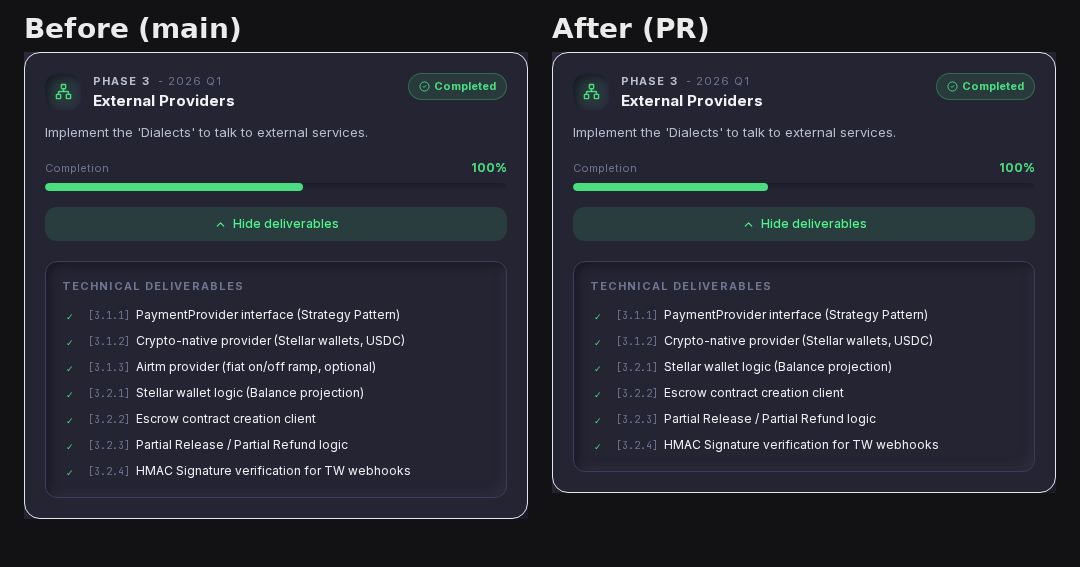 Before (main)
PHASE 3 - 2026 Q1
External Providers
Completed
Implement the 'Dialects' to talk to external services.
Completion 100%
Hide deliverables
TECHNICAL DELIVERABLES
✓ [3.1.1] PaymentProvider interface (Strategy Pattern)
✓ [3.1.2] Crypto-native provider (Stellar wallets, USDC)
✓ [3.1.3] Airtm provider (fiat on/off ramp, optional)
✓ [3.2.1] Stellar wallet logic (Balance projection)
✓ [3.2.2] Escrow contract creation client
✓ [3.2.3] Partial Release / Partial Refund logic
✓ [3.2.4] HMAC Signature verification for TW webhooks
After (PR)
PHASE 3 - 2026 Q1
External Providers
Completed
Implement the 'Dialects' to talk to external services.
Completion 100%
Hide deliverables
TECHNICAL DELIVERABLES
✓ [3.1.1] PaymentProvider interface (Strategy Pattern)
✓ [3.1.2] Crypto-native provider (Stellar wallets, USDC)
✓ [3.2.1] Stellar wallet logic (Balance projection)
✓ [3.2.2] Escrow contract creation client
✓ [3.2.3] Partial Release / Partial Refund logic
✓ [3.2.4] HMAC Signature verification for TW webhooks